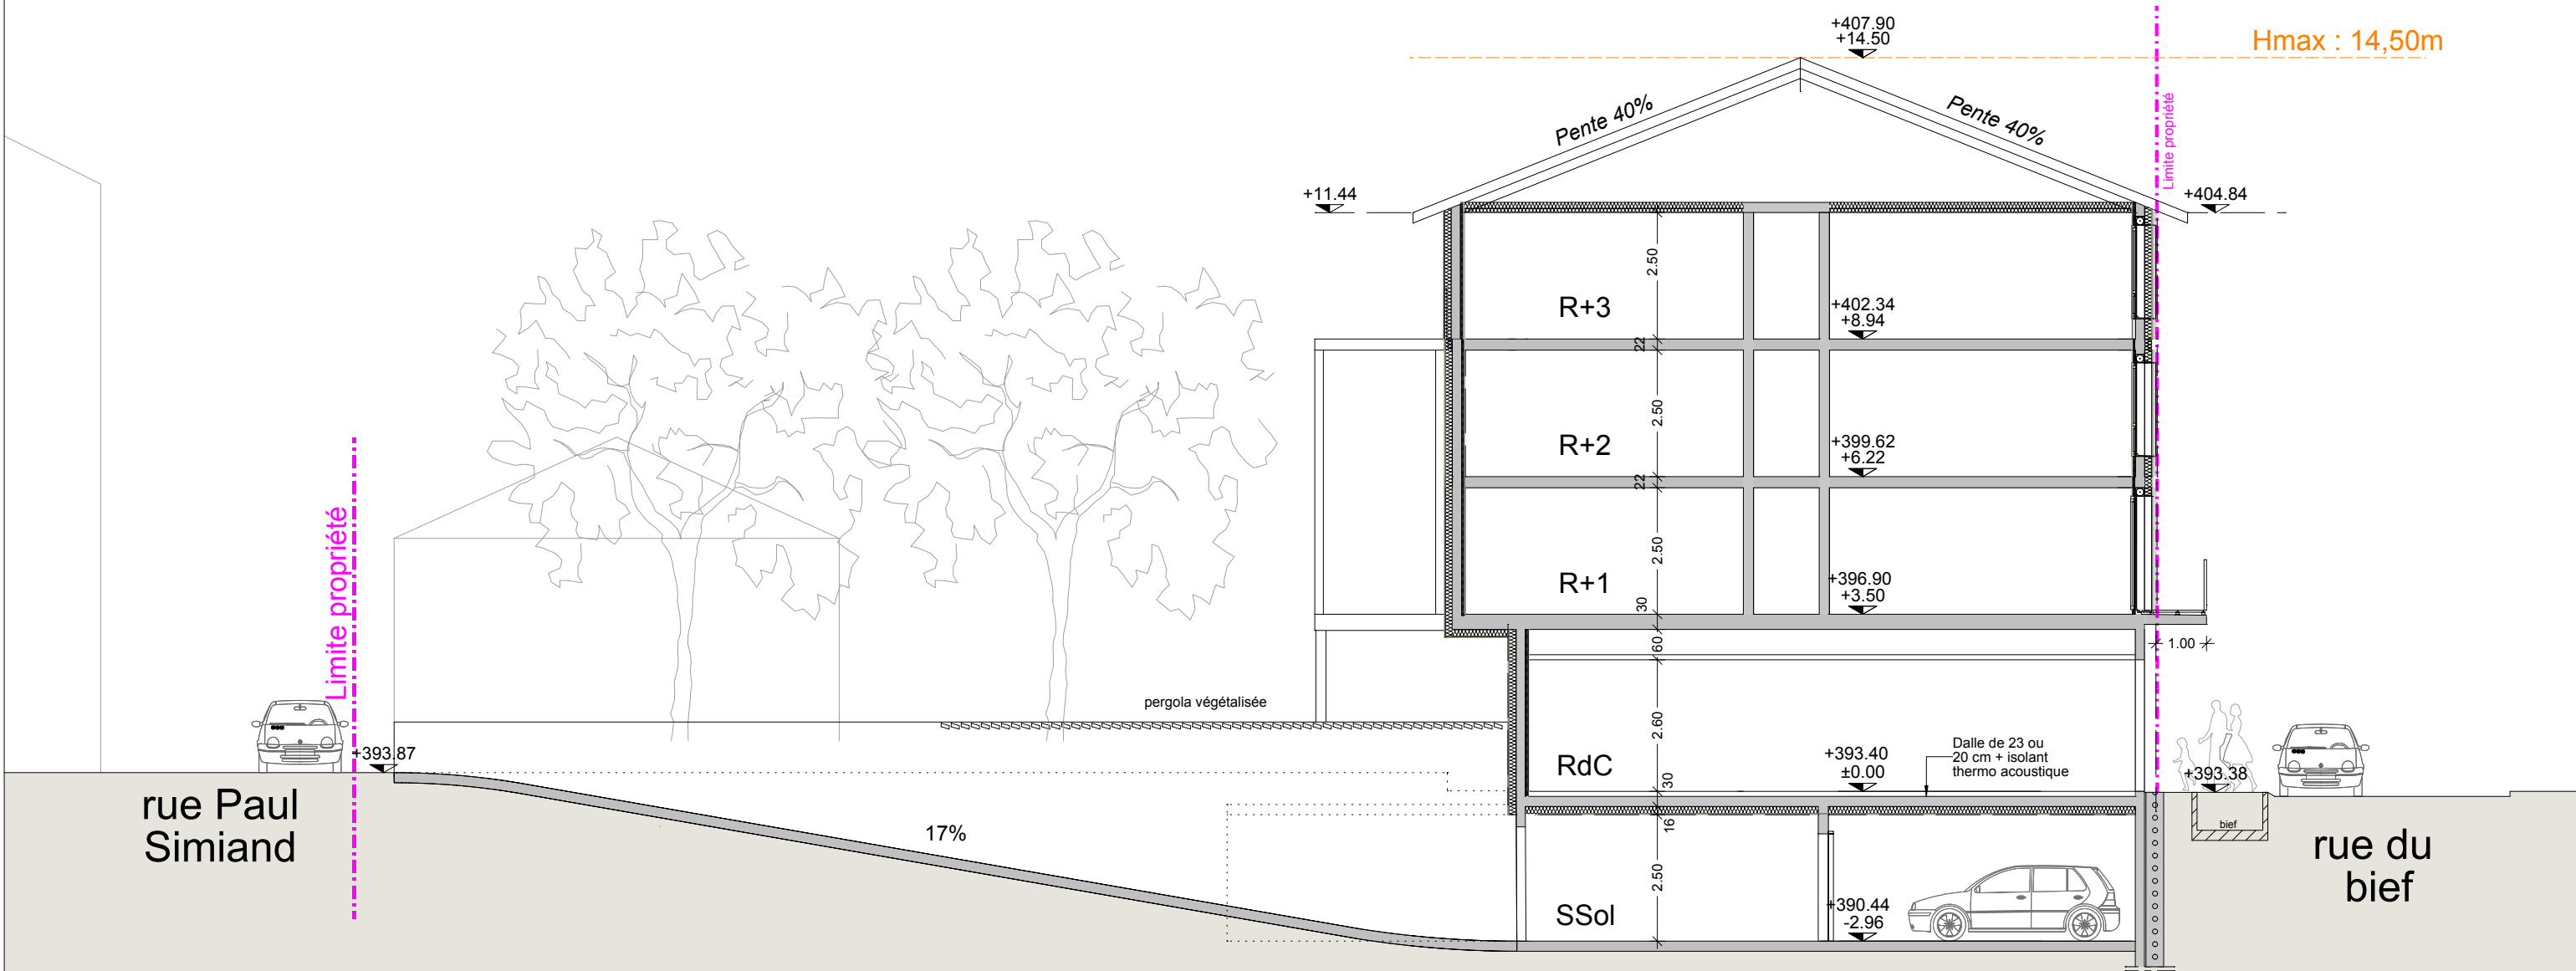 +407.90
+14.50
Hmax : 14,50m
Pente 40%
Pente 40%
Limite propriété
+11.44
+404.84
2.50
R+3
+402.34
+8.94
22
2.50
R+2
+399.62
+6.22
22
2.50
R+1
+396.90
+3.50
30
60
1.00
Limite propriété
pergola végétalisée
2.60
+393.87
RdC
+393.40
±0.00
Dalle de 23 ou
20 cm + isolant
thermo acoustique
+393.38
30
rue Paul
Simiand
17%
16
bief
rue du
bief
2.50
SSol
+390.44
-2.96